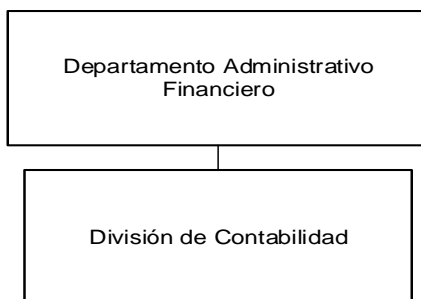 Departamento Administrativo
Financiero
División de Contabilidad